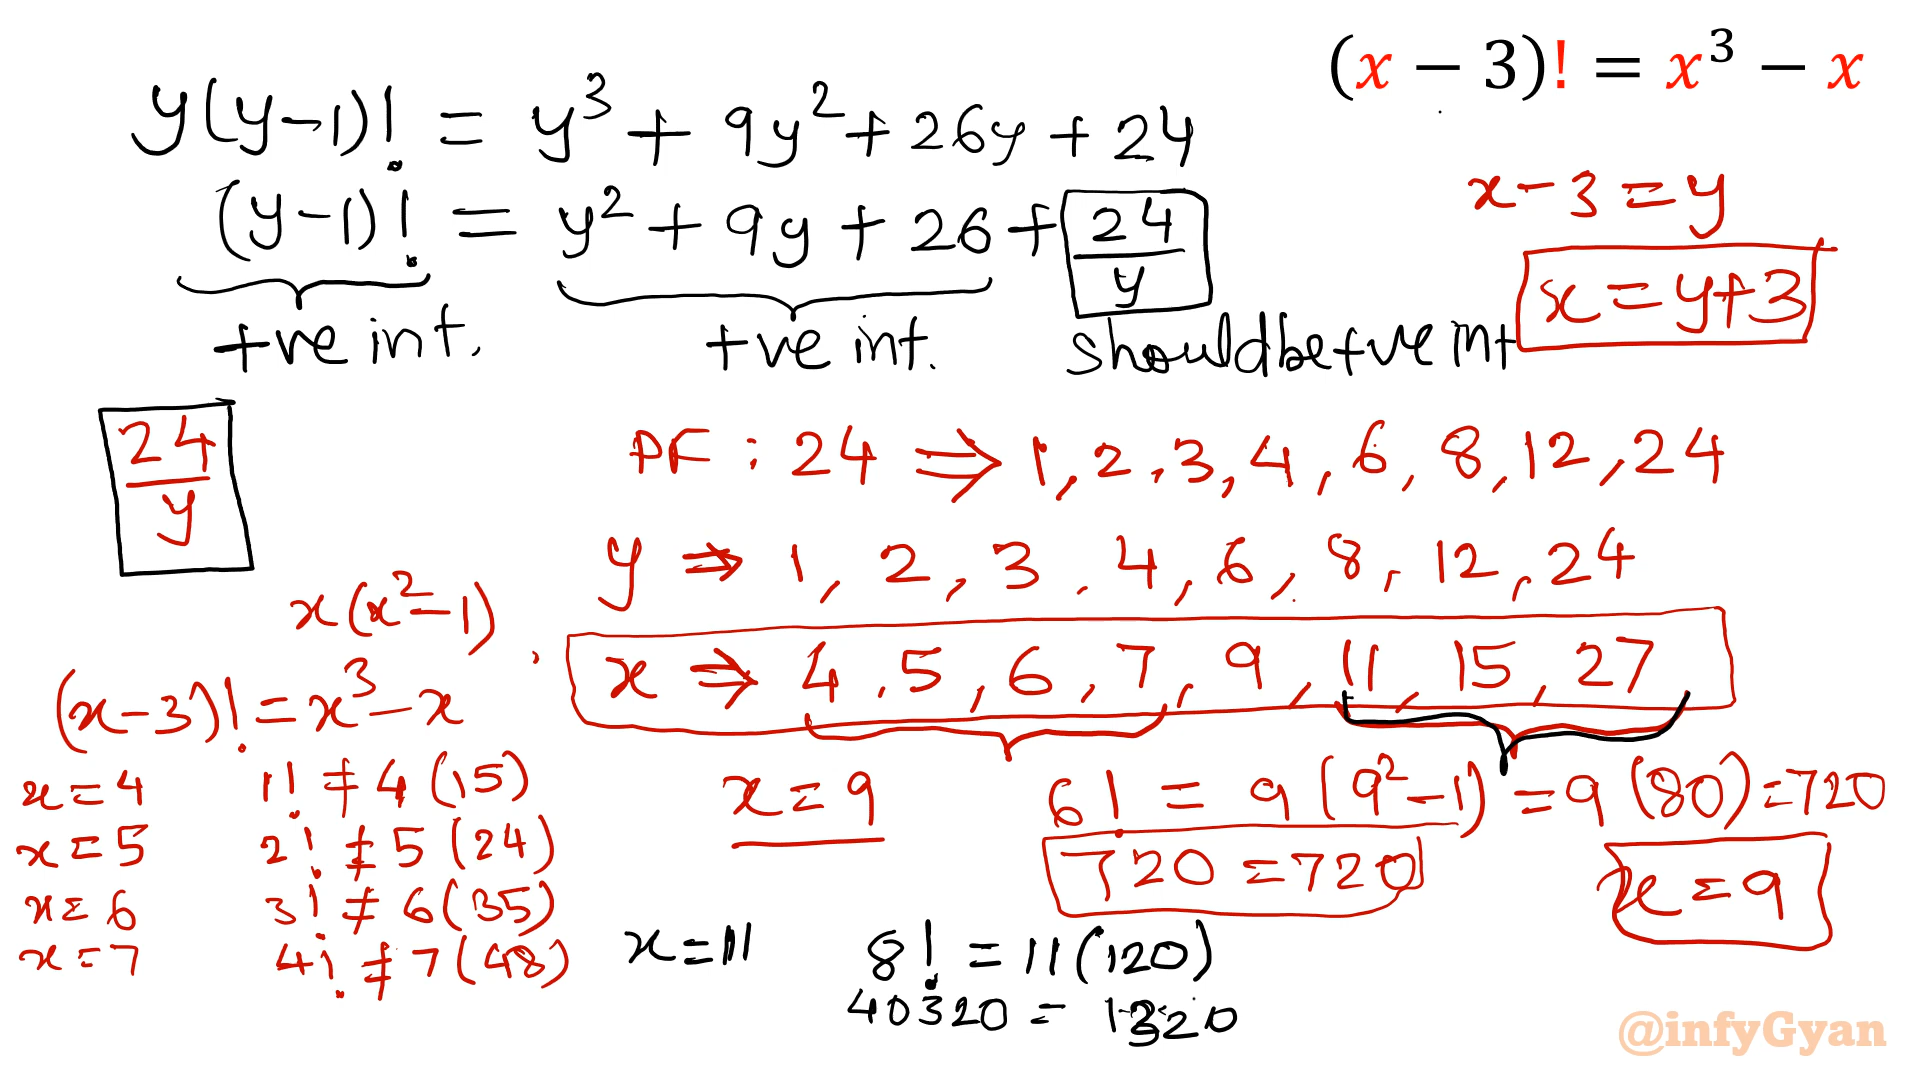 (x − 3)! = x³ − x
y(y-1)! = y³ + 9y² + 26y + 24
(y-1)! = y² + 9y + 26 + 24/y
x - 3 = y
x = y+3
+ve int. +ve int. should be +ve int
24/y
PF : 24 ⇒ 1, 2, 3, 4, 6, 8, 12, 24
y ⇒ 1, 2, 3, 4, 6, 8, 12, 24
x(x²-1)
x ⇒ 4, 5, 6, 7, 9, 11, 15, 27
(x-3)! = x³ - x
x = 4 1! ≠ 4 (15)
x = 5 2! ≠ 5 (24)
x = 6 3! ≠ 6 (35)
x = 7 4! ≠ 7 (48)
x = 9 6! = 9 (9²-1) = 9 (80) = 720
720 = 720
x = 9
x = 11 8! = 11 (120)
40320 = 1320
@infyGyan